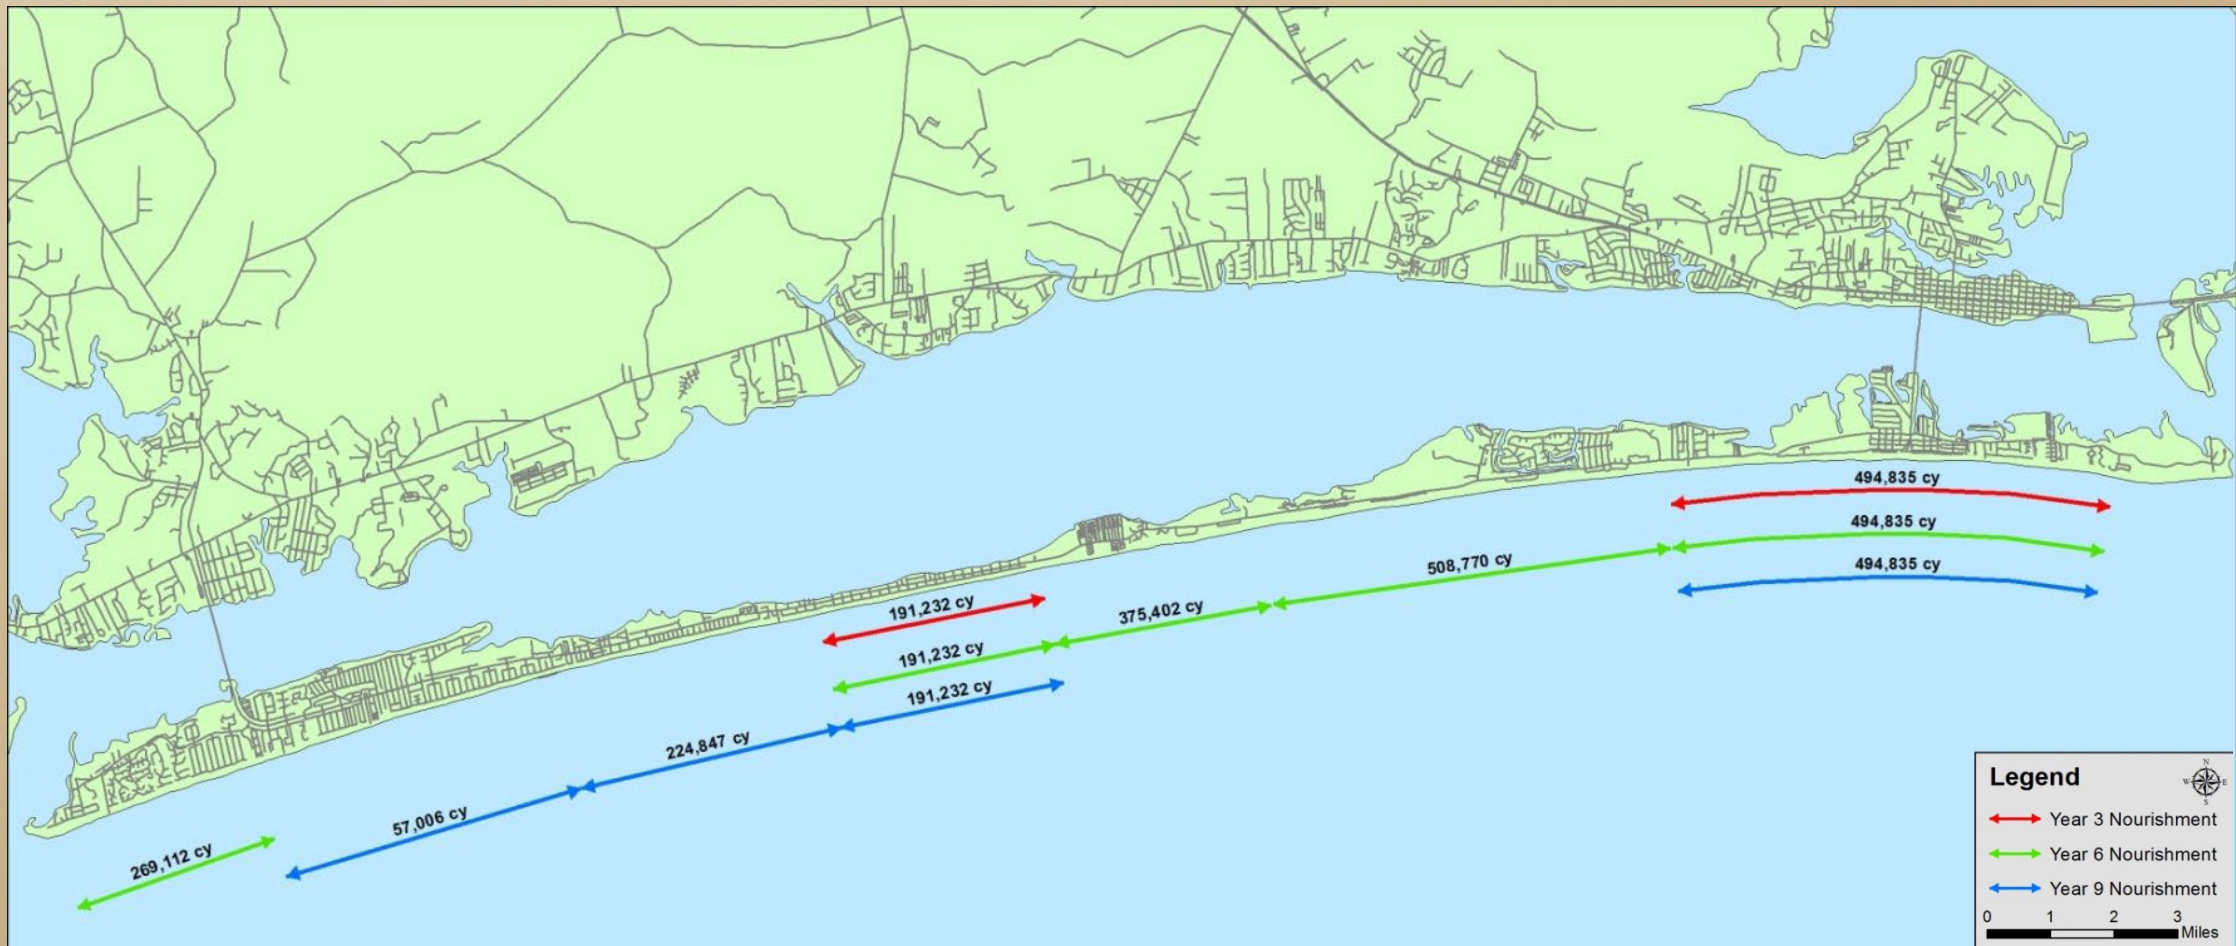 494,835 cy
494,835 cy
508,770 cy
494,835 cy
191,232 cy
375,402 cy
191,232 cy
191,232 cy
224,847 cy
57,006 cy
269,112 cy
Legend
N
W E
S
Year 3 Nourishment
Year 6 Nourishment
Year 9 Nourishment
0 1 2 3
Miles